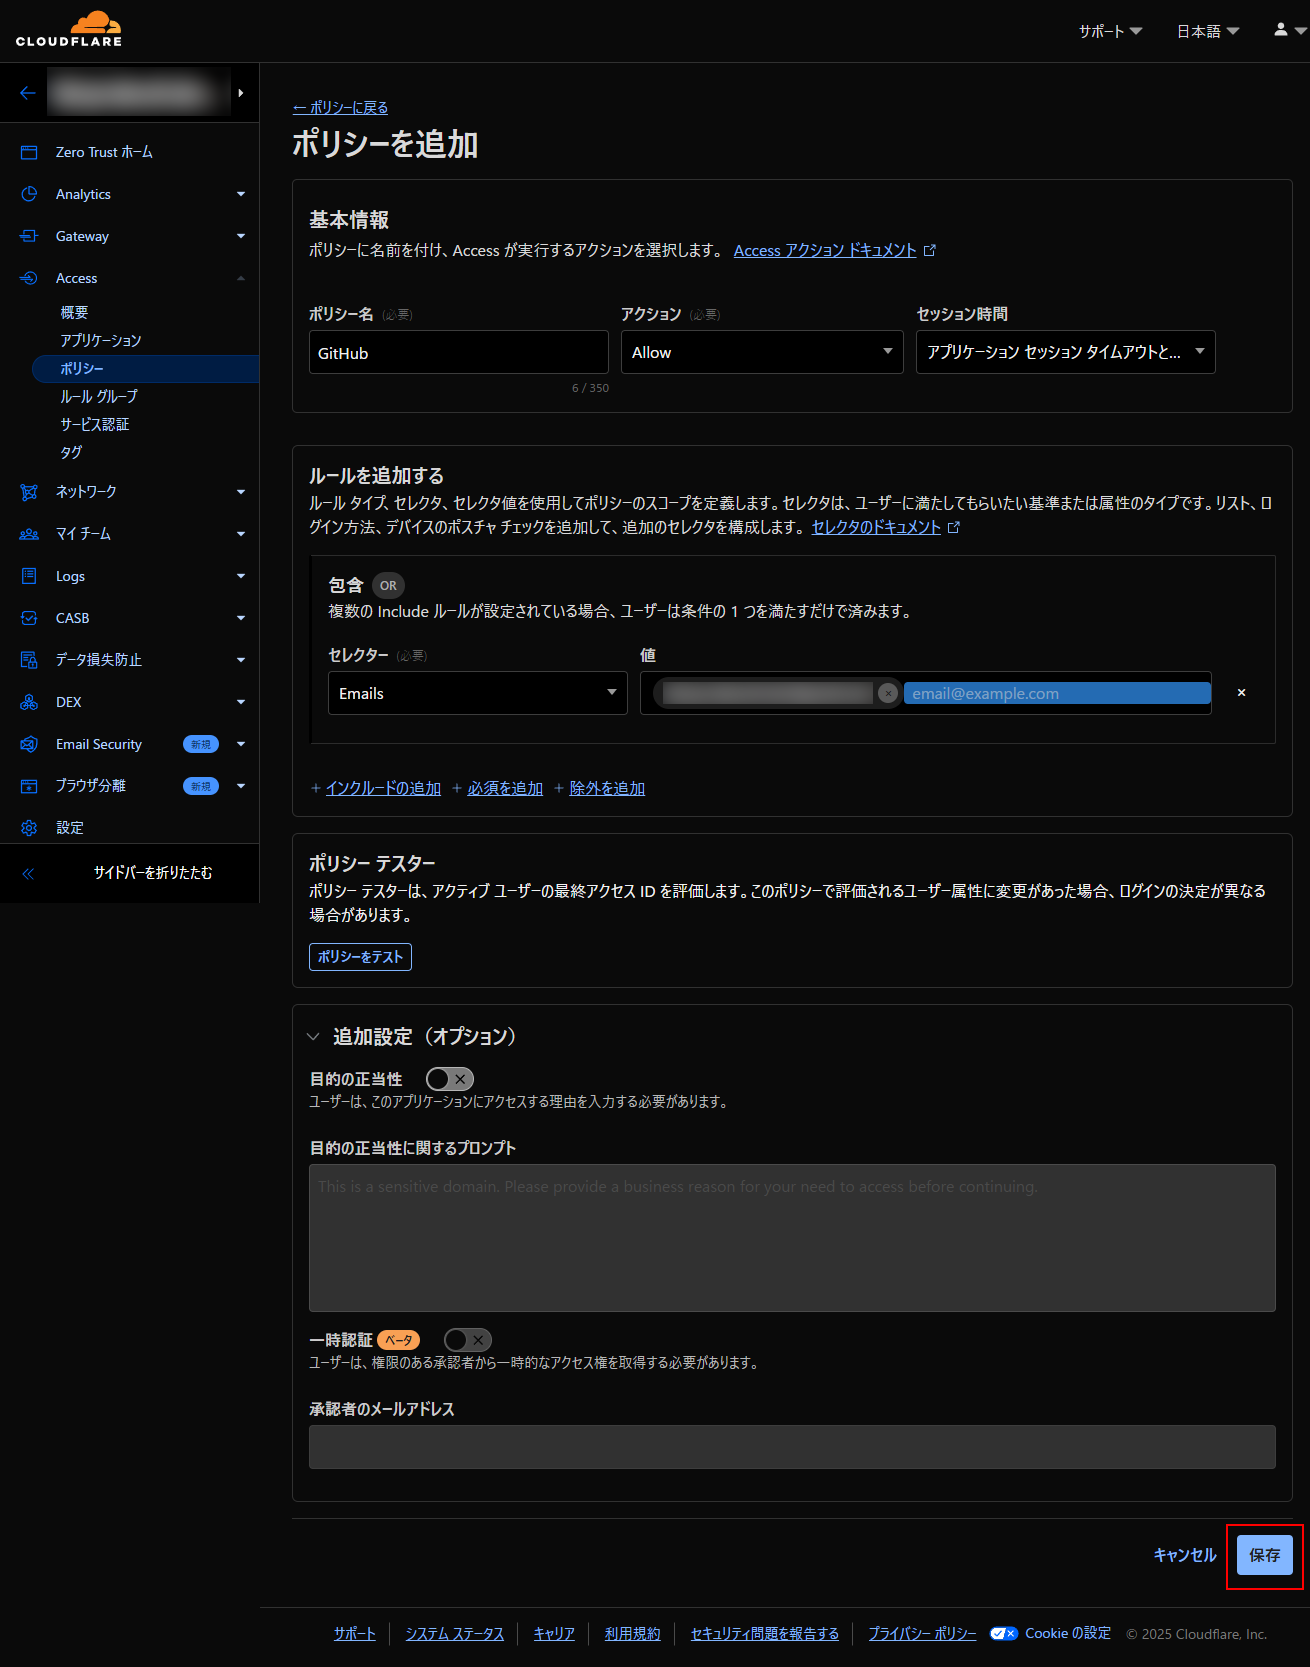 CLOUDFLARE
サポート
日本語
Zero Trust ホーム
Analytics
Gateway
Access
概要
アプリケーション
ポリシー
ルール グループ
サービス認証
タグ
ネットワーク
マイ チーム
Logs
CASB
データ損失防止
DEX
Email Security 新規
ブラウザ分離 新規
設定
サイドバーを折りたたむ
← ポリシーに戻る
ポリシーを追加
基本情報
ポリシーに名前を付け、Access が実行するアクションを選択します。 Access アクション ドキュメント
ポリシー名 (必要)
GitHub
6 / 350
アクション (必要)
Allow
セッション時間
アプリケーション セッション タイムアウトと...
ルールを追加する
ルール タイプ、セレクタ、セレクタ値を使用してポリシーのスコープを定義します。セレクタは、ユーザーに満たしてもらいたい基準または属性のタイプです。リスト、ロ
グイン方法、デバイスのポスチャ チェックを追加して、追加のセレクタを構成します。 セレクタのドキュメント
包含 OR
複数の Include ルールが設定されている場合、ユーザーは条件の 1 つを満たすだけで済みます。
セレクター (必要)
Emails
値
email@example.com
+ インクルードの追加 + 必須を追加 + 除外を追加
ポリシー テスター
ポリシー テスターは、アクティブ ユーザーの最終アクセス ID を評価します。このポリシーで評価されるユーザー属性に変更があった場合、ログインの決定が異なる
場合があります。
ポリシーをテスト
追加設定（オプション）
目的の正当性
ユーザーは、このアプリケーションにアクセスする理由を入力する必要があります。
目的の正当性に関するプロンプト
This is a sensitive domain. Please provide a business reason for your need to access before continuing.
一時認証 ベータ
ユーザーは、権限のある承認者から一時的なアクセス権を取得する必要があります。
承認者のメールアドレス
キャンセル
保存
サポート
システム ステータス
キャリア
利用規約
セキュリティ問題を報告する
プライバシー ポリシー
Cookie の設定
© 2025 Cloudflare, Inc.